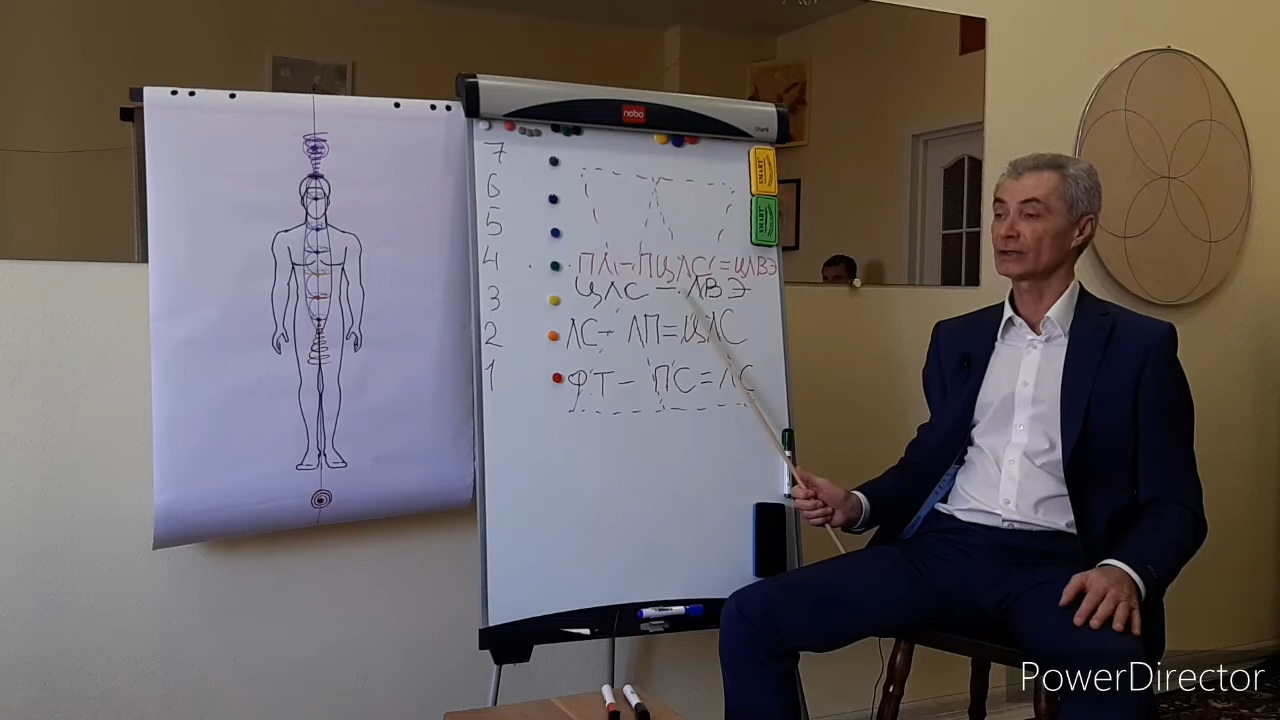 nobo
Shark
7
6
5
4 ПЛ-ПЦЛС=ЦЛВЭ
3 ЦЛС-ЛВЭ
2 ЛС+ЛП=ЦЛС
1 ФТ-ПС=ЛС
SMART
SMART
PowerDirector